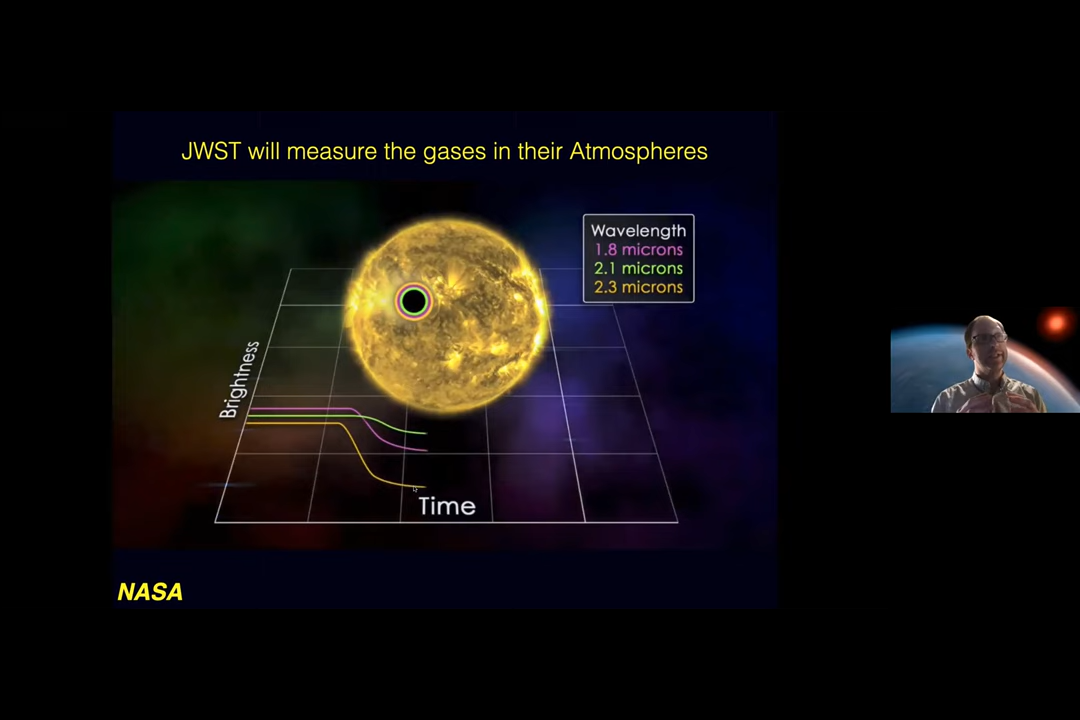 JWST will measure the gases in their Atmospheres
Wavelength
1.8 microns
2.1 microns
2.3 microns
Brightness
Time
NASA